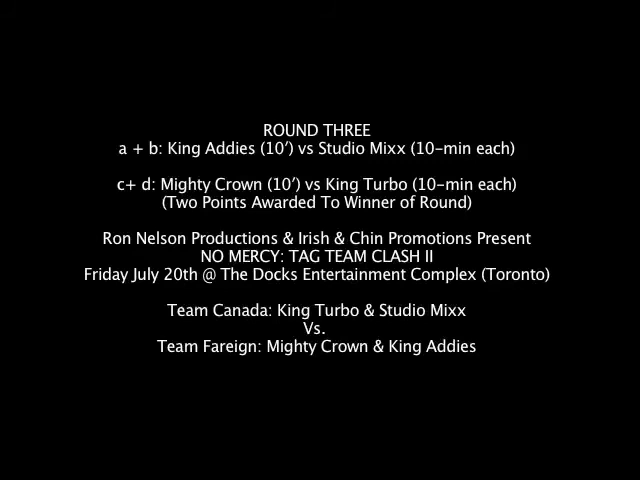 ROUND THREE
a + b: King Addies (10’) vs Studio Mixx (10-min each)
c+ d: Mighty Crown (10’) vs King Turbo (10-min each)
(Two Points Awarded To Winner of Round)
Ron Nelson Productions & Irish & Chin Promotions Present
NO MERCY: TAG TEAM CLASH II
Friday July 20th @ The Docks Entertainment Complex (Toronto)
Team Canada: King Turbo & Studio Mixx
Vs.
Team Fareign: Mighty Crown & King Addies